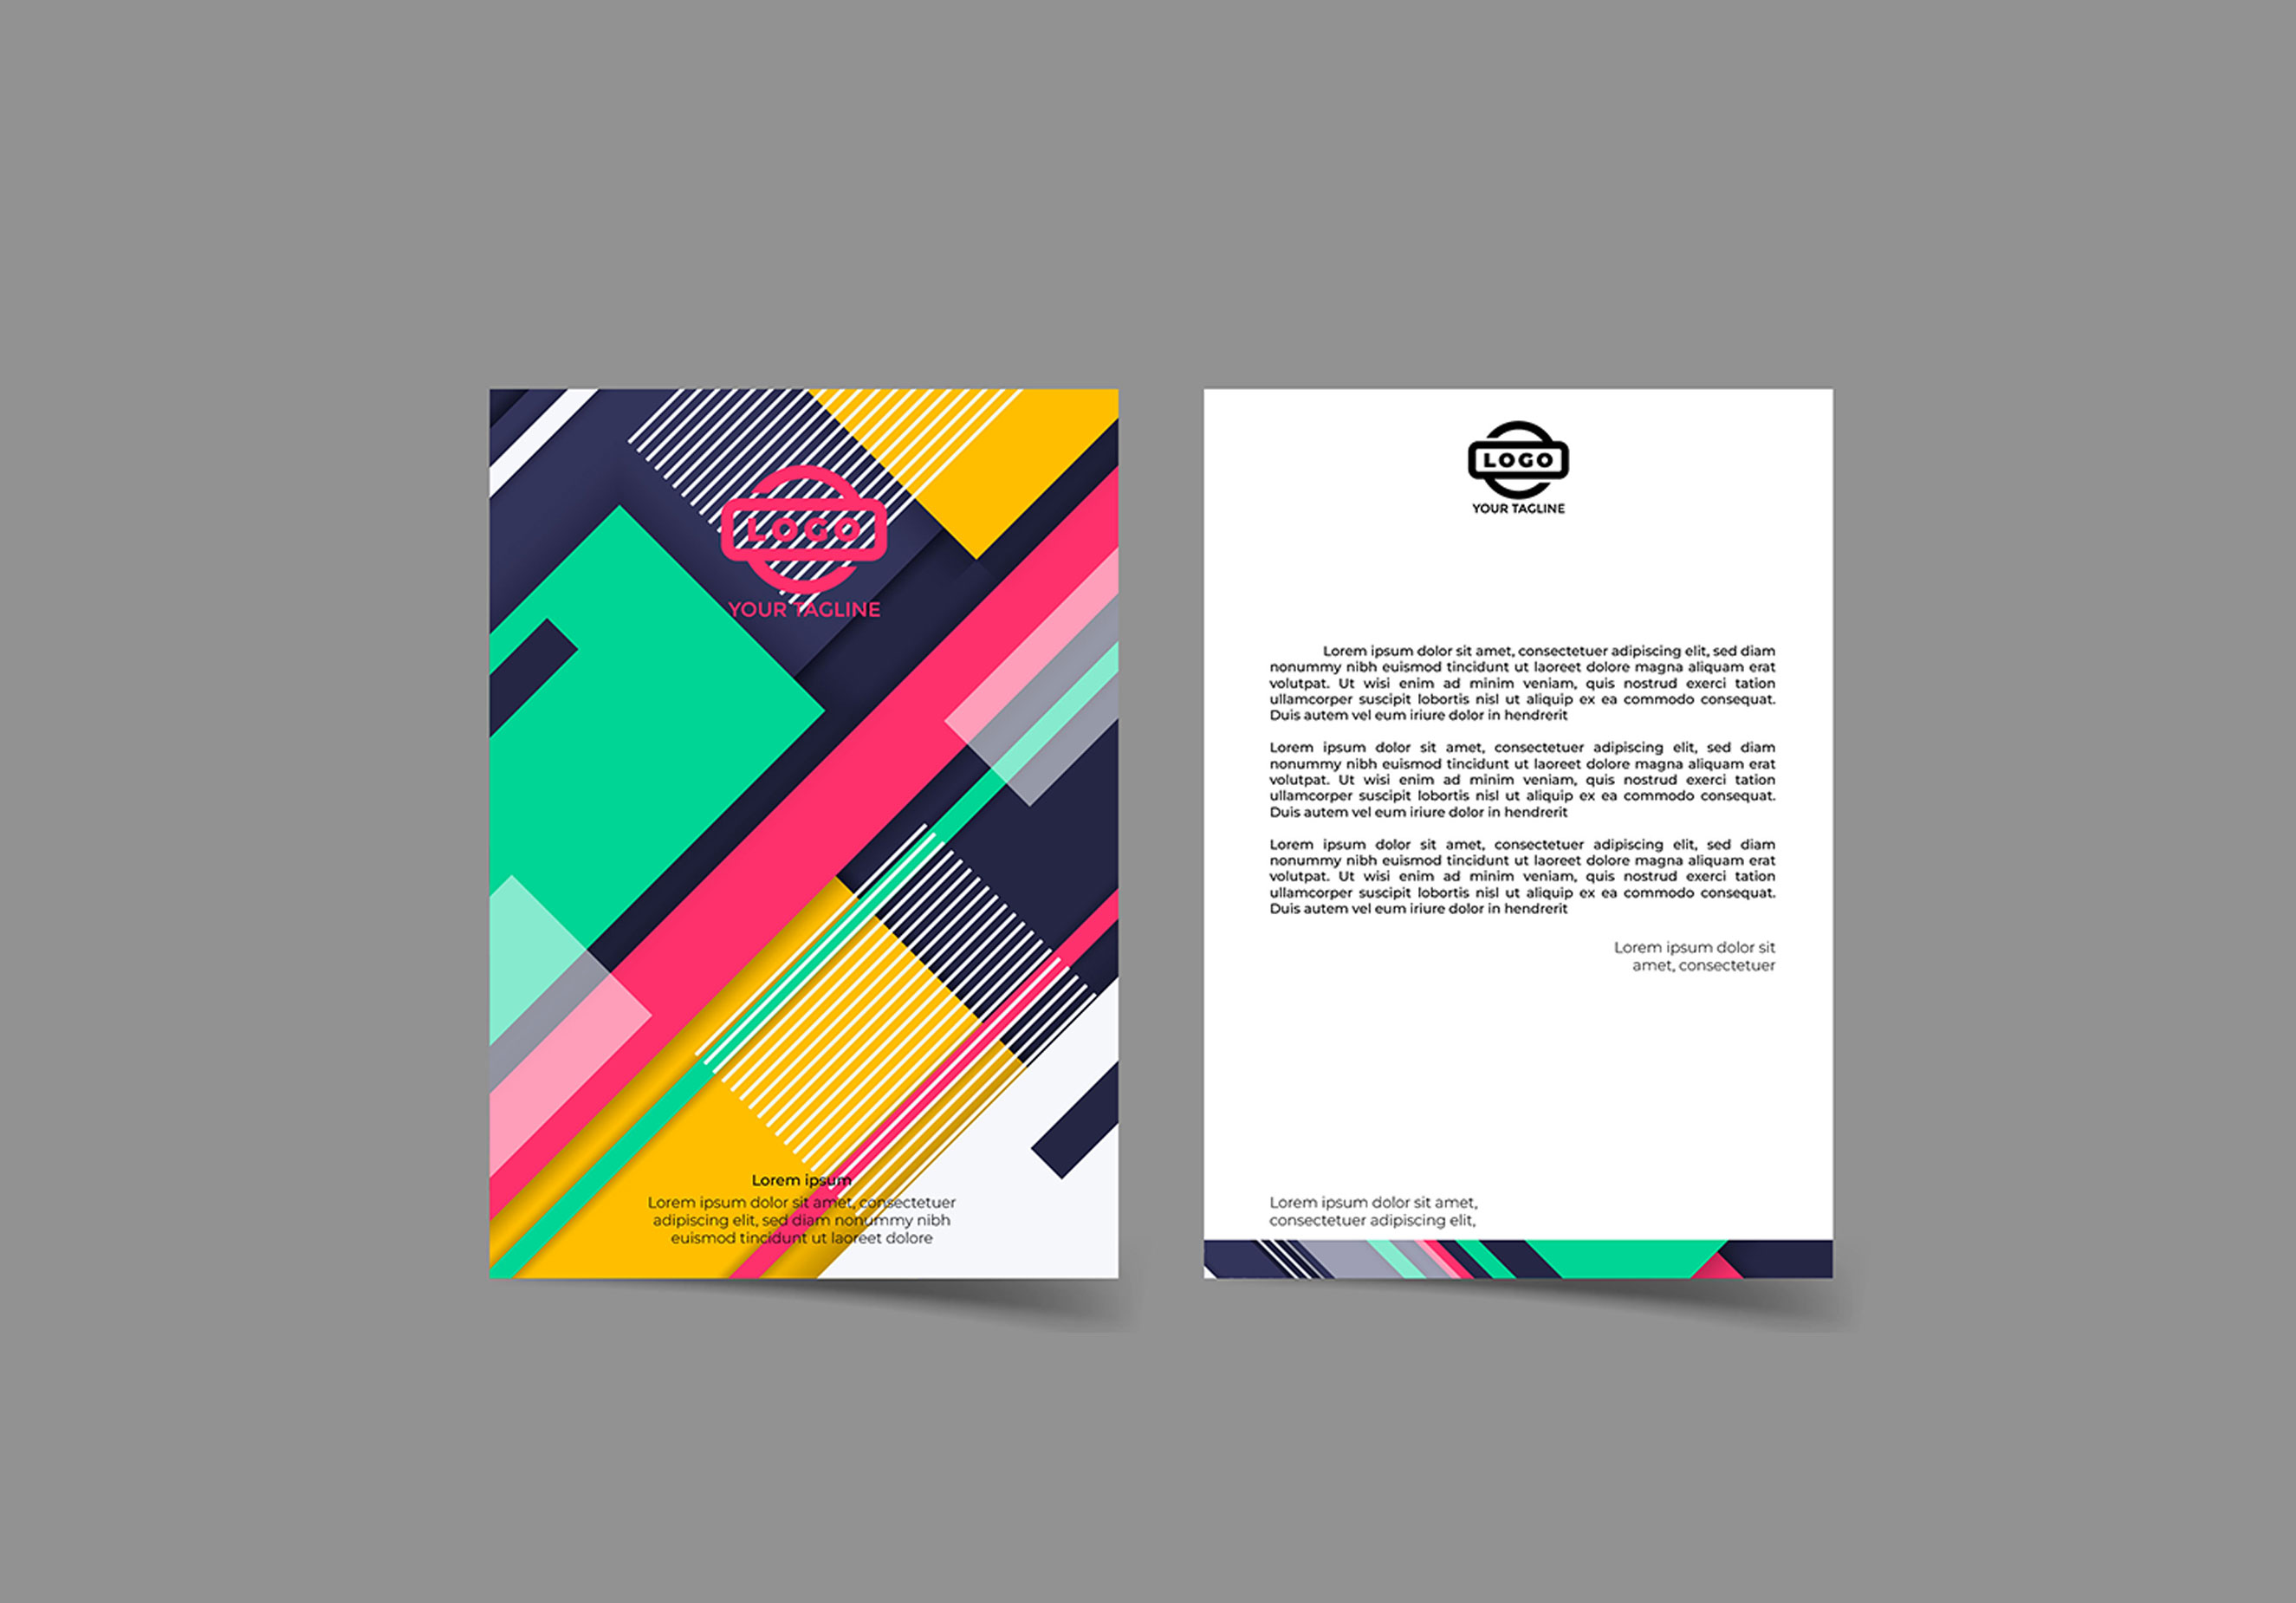 LOGO
YOUR TAGLINE
Lorem ipsum
Lorem ipsum dolor sit amet, consectetuer
adipiscing elit, sed diam nonummy nibh
euismod tincidunt ut laoreet dolore
LOGO
YOUR TAGLINE
Lorem ipsum dolor sit amet, consectetuer adipiscing elit, sed diam
nonummy nibh euismod tincidunt ut laoreet dolore magna aliquam erat
volutpat. Ut wisi enim ad minim veniam, quis nostrud exerci tation
ullamcorper suscipit lobortis nisl ut aliquip ex ea commodo consequat.
Duis autem vel eum iriure dolor in hendrerit
Lorem ipsum dolor sit amet, consectetuer adipiscing elit, sed diam
nonummy nibh euismod tincidunt ut laoreet dolore magna aliquam erat
volutpat. Ut wisi enim ad minim veniam, quis nostrud exerci tation
ullamcorper suscipit lobortis nisl ut aliquip ex ea commodo consequat.
Duis autem vel eum iriure dolor in hendrerit
Lorem ipsum dolor sit amet, consectetuer adipiscing elit, sed diam
nonummy nibh euismod tincidunt ut laoreet dolore magna aliquam erat
volutpat. Ut wisi enim ad minim veniam, quis nostrud exerci tation
ullamcorper suscipit lobortis nisl ut aliquip ex ea commodo consequat.
Duis autem vel eum iriure dolor in hendrerit
Lorem ipsum dolor sit
amet, consectetuer
Lorem ipsum dolor sit amet,
consectetuer adipiscing elit,